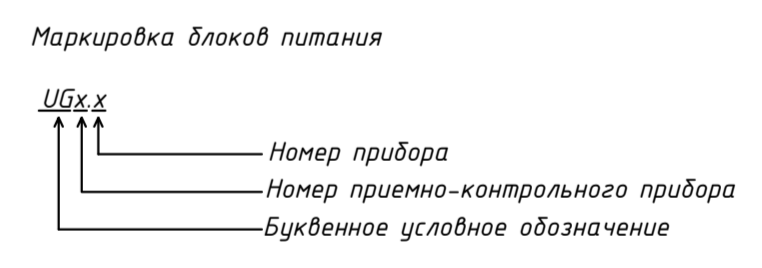 Маркировка блоков питания
UGx.x
Номер прибора
Номер приемно-контрольного прибора
Буквенное условное обозначение